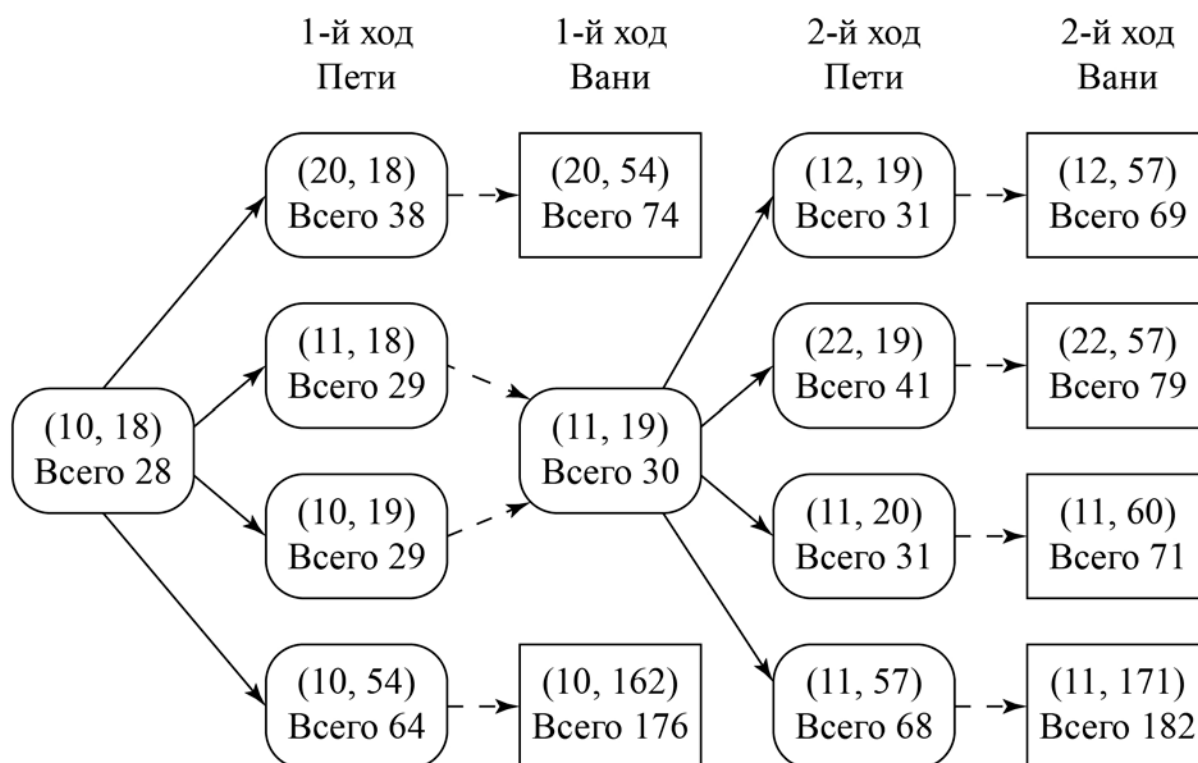 1-й ход
Пети
1-й ход
Вани
2-й ход
Пети
2-й ход
Вани
(10, 18)
Всего 28
(20, 18)
Всего 38
(11, 18)
Всего 29
(10, 19)
Всего 29
(10, 54)
Всего 64
(20, 54)
Всего 74
(11, 19)
Всего 30
(10, 162)
Всего 176
(12, 19)
Всего 31
(22, 19)
Всего 41
(11, 20)
Всего 31
(11, 57)
Всего 68
(12, 57)
Всего 69
(22, 57)
Всего 79
(11, 60)
Всего 71
(11, 171)
Всего 182